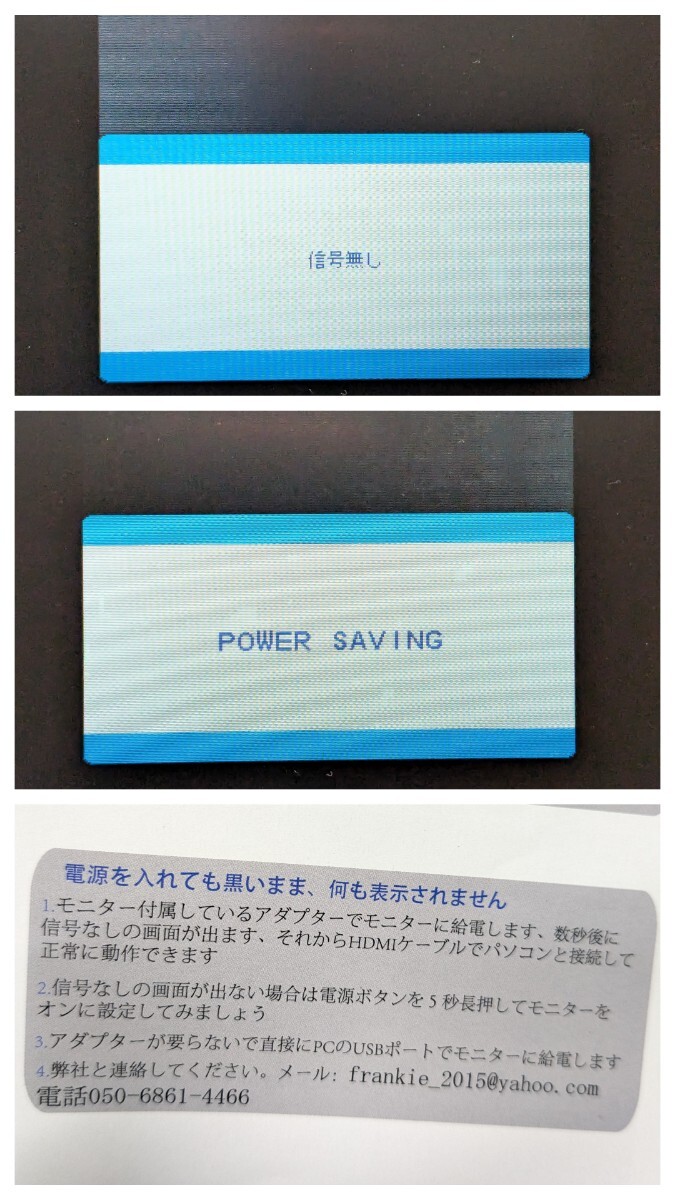 信号無し
POWER SAVING
電源を入れても黒いまま、何も表示されません
1.モニター付属しているアダプターでモニターに給電します、数秒後に
信号なしの画面が出ます、それからHDMIケーブルでパソコンと接続して
正常に動作できます
2.信号なしの画面が出ない場合は電源ボタンを５秒長押してモニターを
オンに設定してみましょう
3.アダプターが要らないで直接にPCのUSBポートでモニターに給電します
4.弊社と連絡してください。メール: frankie_2015@yahoo.com
電話050-6861-4466